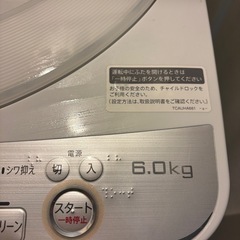 運転中にふたを開けるときは
「一時停止」ボタンを押してください
お子様の安全のため、チャイルドロックを
ご利用ください。
(設定方法は、取扱説明書をご確認ください。)
電源
シワ抑え
切
入
6.0kg
スタート
一時停止
リーン